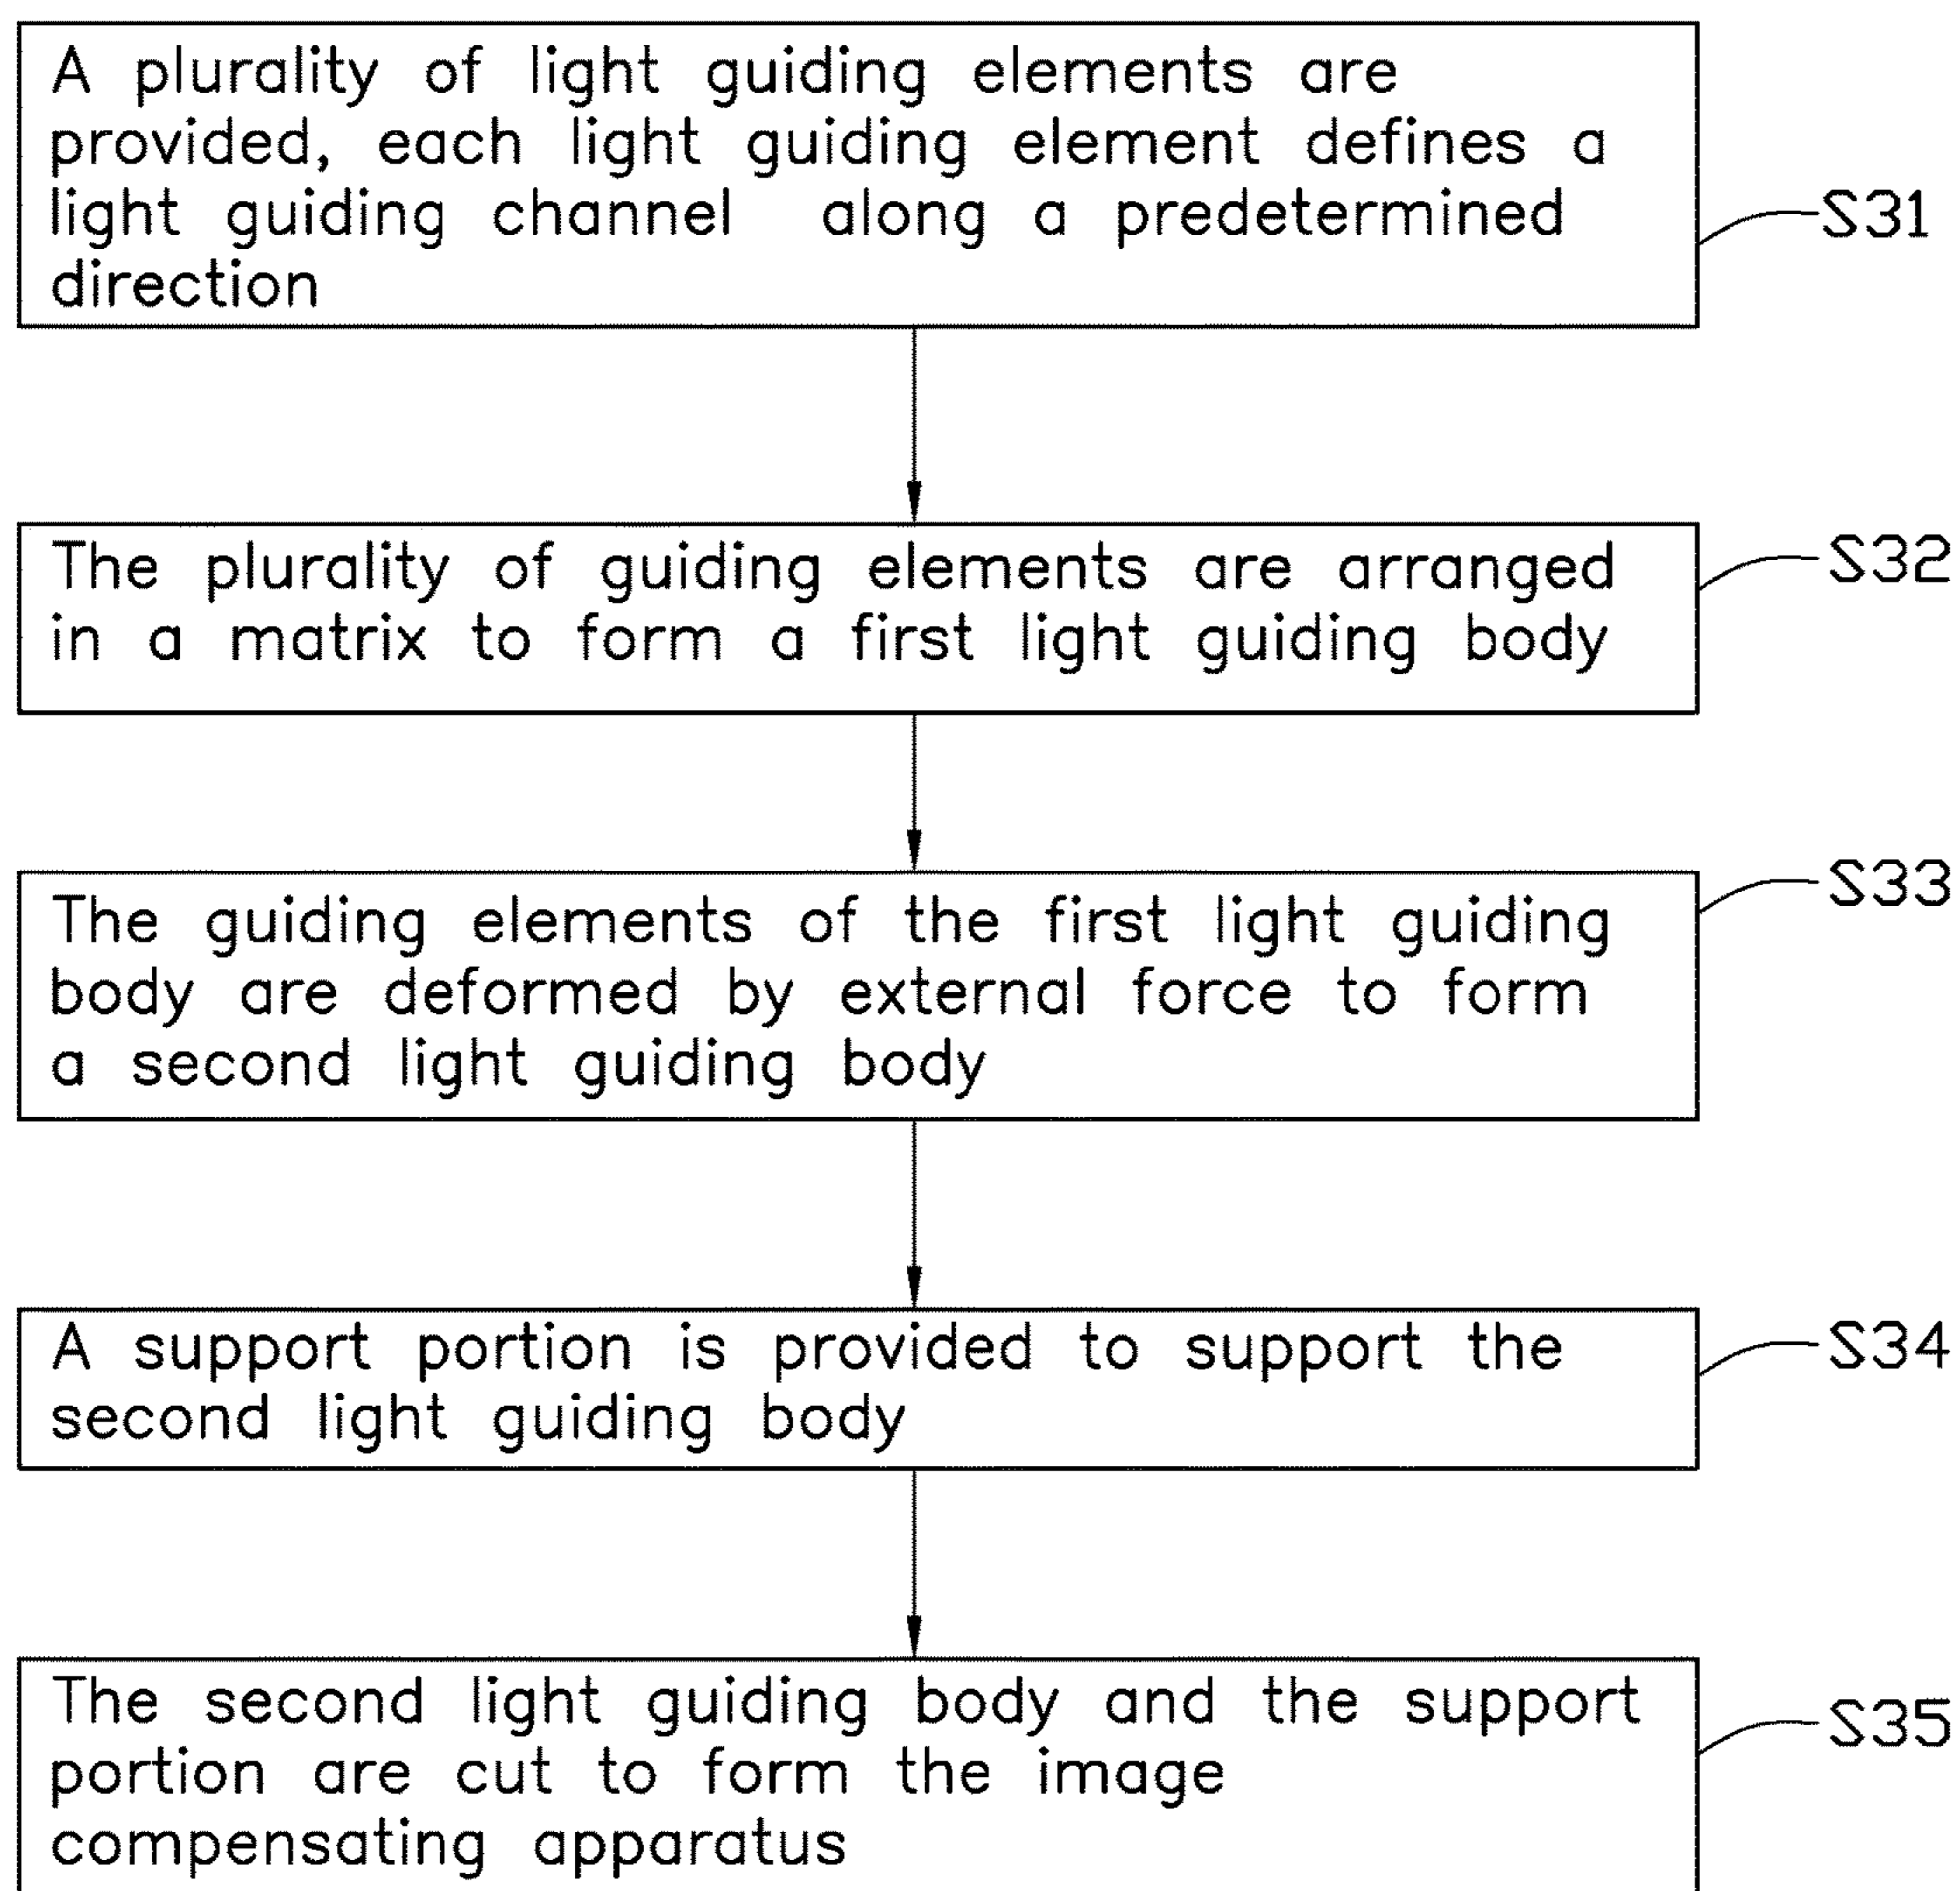 A plurality of light guiding elements are
provided, each light guiding element defines a
light guiding channel along a predetermined
direction
S31
The plurality of guiding elements are arranged
in a matrix to form a first light guiding body
S32
The guiding elements of the first light guiding
body are deformed by external force to form
a second light guiding body
S33
A support portion is provided to support the
second light guiding body
S34
The second light guiding body and the support
portion are cut to form the image
compensating apparatus
S35